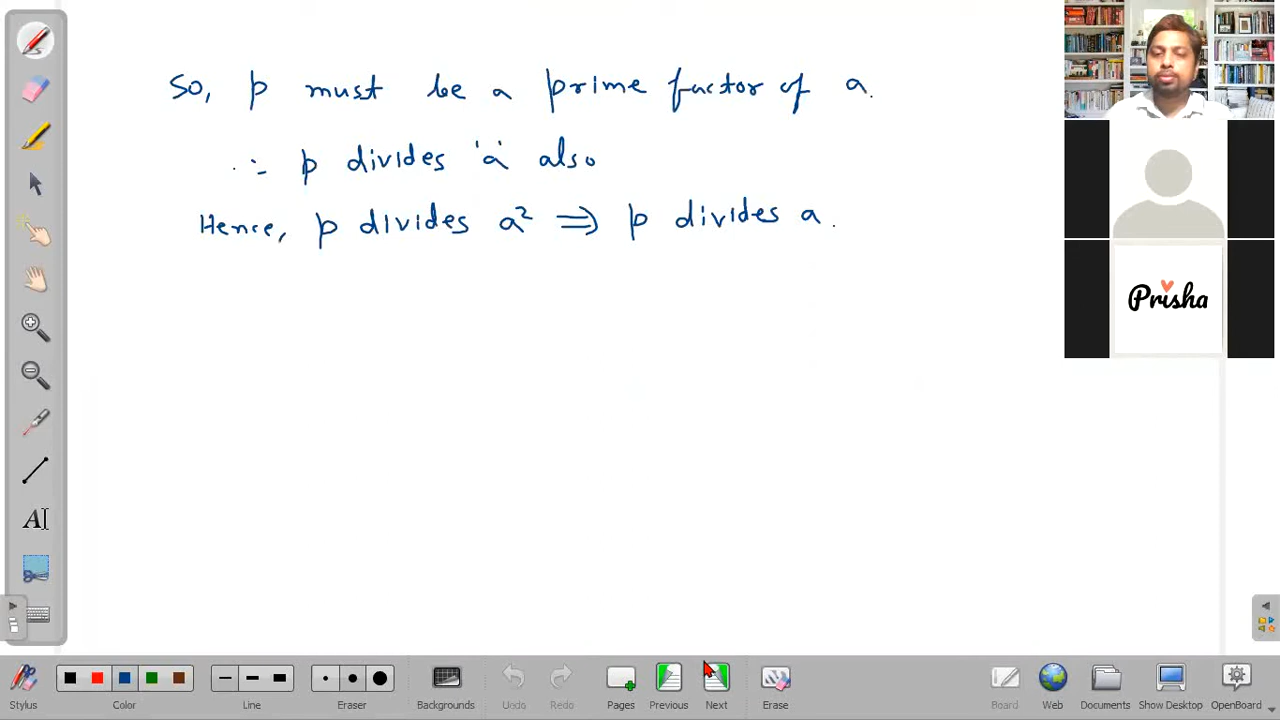 So, p must be a prime factor of a.
∴ p divides 'a' also
Hence, p divides a² ⇒ p divides a.
Prisha
AI
Stylus
Color
Line
Eraser
Backgrounds
Undo
Redo
Pages
Previous
Next
Erase
Board
Web
Documents
Show Desktop
OpenBoard